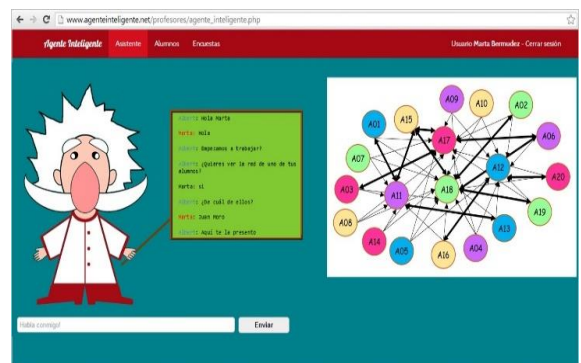 www.agenteinteligente.net/profesores/agente_inteligente.php
Agente Inteligente Asistente Alumnos Encuestas Usuario Marta Bermudez - Cerrar sesión
Alberto: Hola Marta
Marta: Hola
Alberto: Empezamos a trabajar?
Alberto: ¿Quieres ver la red de uno de tus
alumnos?
Marta: si
Alberto: ¿De cuál de ellos?
Marta: Juan Moro
Alberto: Aquí te la presento
Habla conmigo!
Enviar
A09
A10
A02
A15
A01
A06
A17
A07
A12
A20
A03
A18
A11
A19
A08
A13
A14
A05
A16
A04